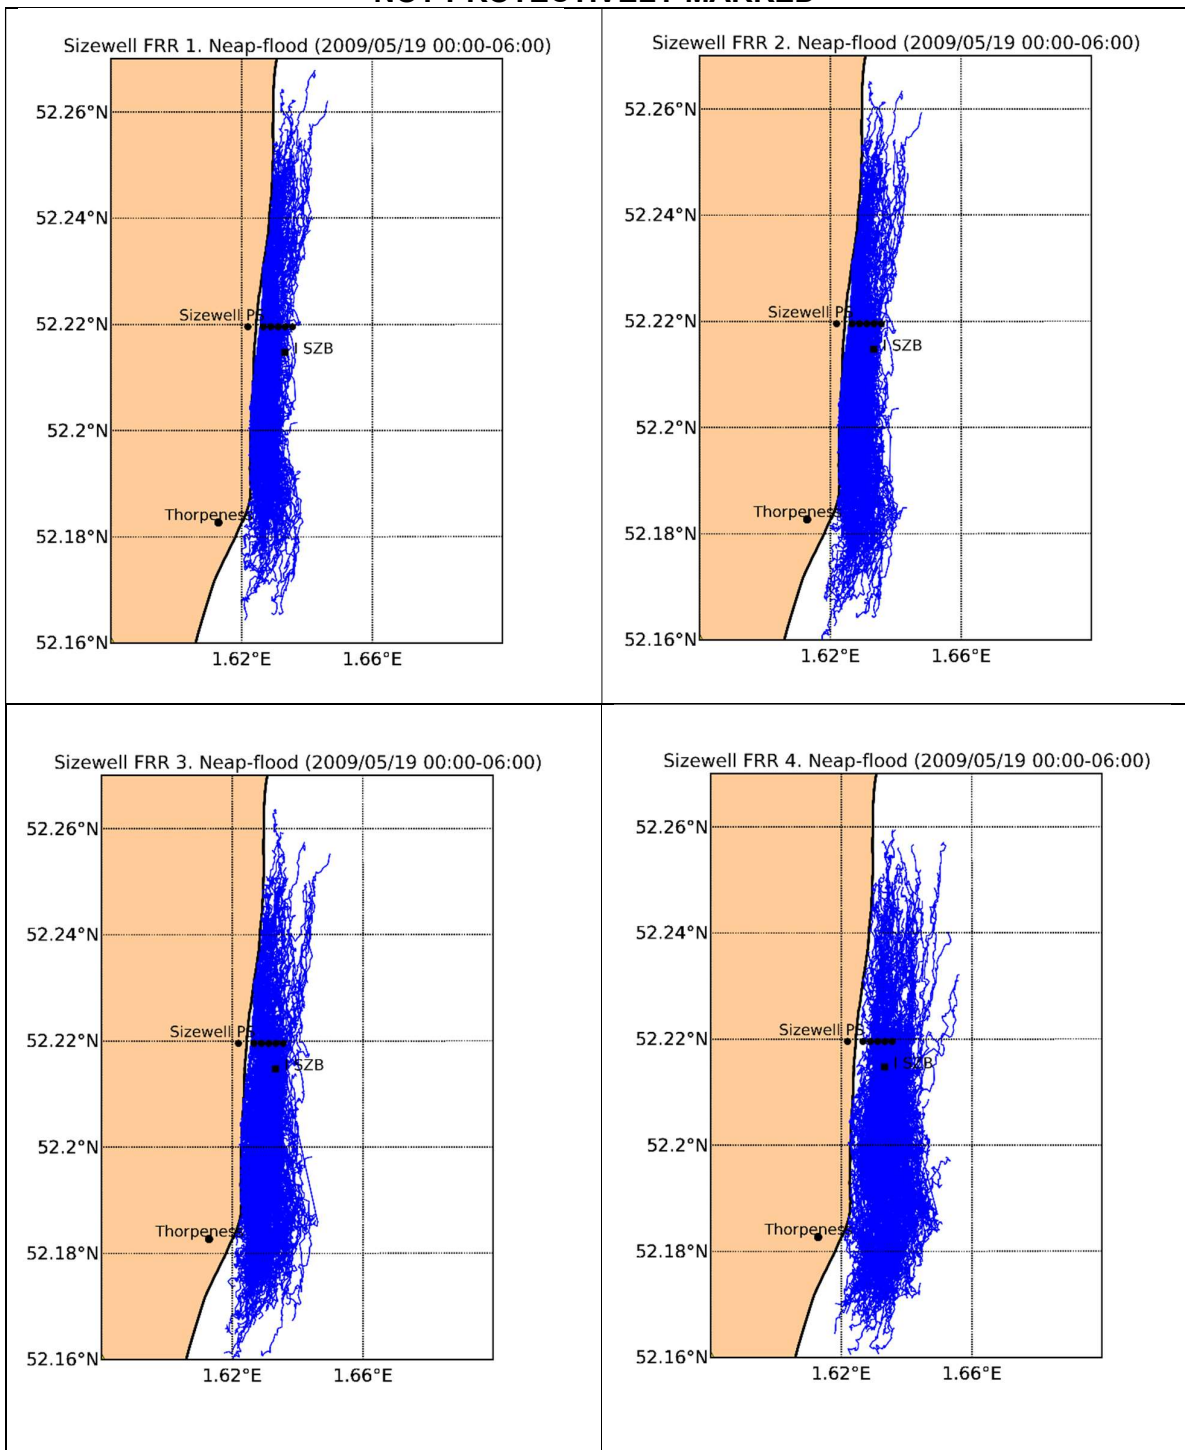 NOT PROTECTIVELY MARKED
Sizewell FRR 1. Neap-flood (2009/05/19 00:00-06:00)
52.26°N
52.24°N
Sizewell PS
52.22°N
I SZB
52.2°N
Thorpeness
52.18°N
52.16°N
1.62°E 1.66°E
Sizewell FRR 2. Neap-flood (2009/05/19 00:00-06:00)
52.26°N
52.24°N
Sizewell PS
52.22°N
I SZB
52.2°N
Thorpeness
52.18°N
52.16°N
1.62°E 1.66°E
Sizewell FRR 3. Neap-flood (2009/05/19 00:00-06:00)
52.26°N
52.24°N
Sizewell PS
52.22°N
I SZB
52.2°N
Thorpeness
52.18°N
52.16°N
1.62°E 1.66°E
Sizewell FRR 4. Neap-flood (2009/05/19 00:00-06:00)
52.26°N
52.24°N
Sizewell PS
52.22°N
I SZB
52.2°N
Thorpeness
52.18°N
52.16°N
1.62°E 1.66°E